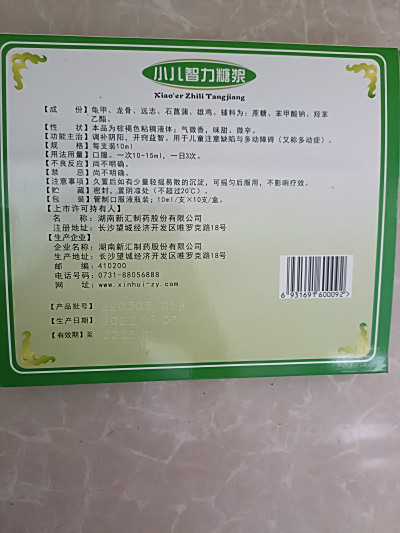 小儿智力糖浆
Xiao'er Zhili Tangjiang
【成 份】龟甲、龙骨、远志、石菖蒲、雄鸡。辅料为：蔗糖、苯甲酸钠、羟苯
乙酯。
【性 状】本品为棕褐色粘稠液体；气微香，味甜、微辛。
【功能主治】调补阴阳，开窍益智。用于儿童注意缺陷与多动障碍（又称多动症）。
【规 格】每支装10ml
【用法用量】口服。一次10~15ml，一日3次。
【不良反应】尚不明确。
【禁 忌】尚不明确。
【注意事项】久置后如有少量轻摇易散的沉淀，可摇匀后服用，不影响疗效。
【贮 藏】密封，置阴凉处（不超过20℃）。
【包 装】管制口服液瓶装；10ml/支×10支/盒。
【上市许可持有人】
名 称：湖南新汇制药股份有限公司
注册地址：长沙望城经济开发区唯罗克路18号
【生产企业】
企业名称：湖南新汇制药股份有限公司
生产地址：长沙望城经济开发区唯罗克路18号
邮 编：410200
电话号码：0731-88056888
网 址：www.xinhui-zy.com
【产品批号】
【生产日期】
【有效期】至
6 931691 600092